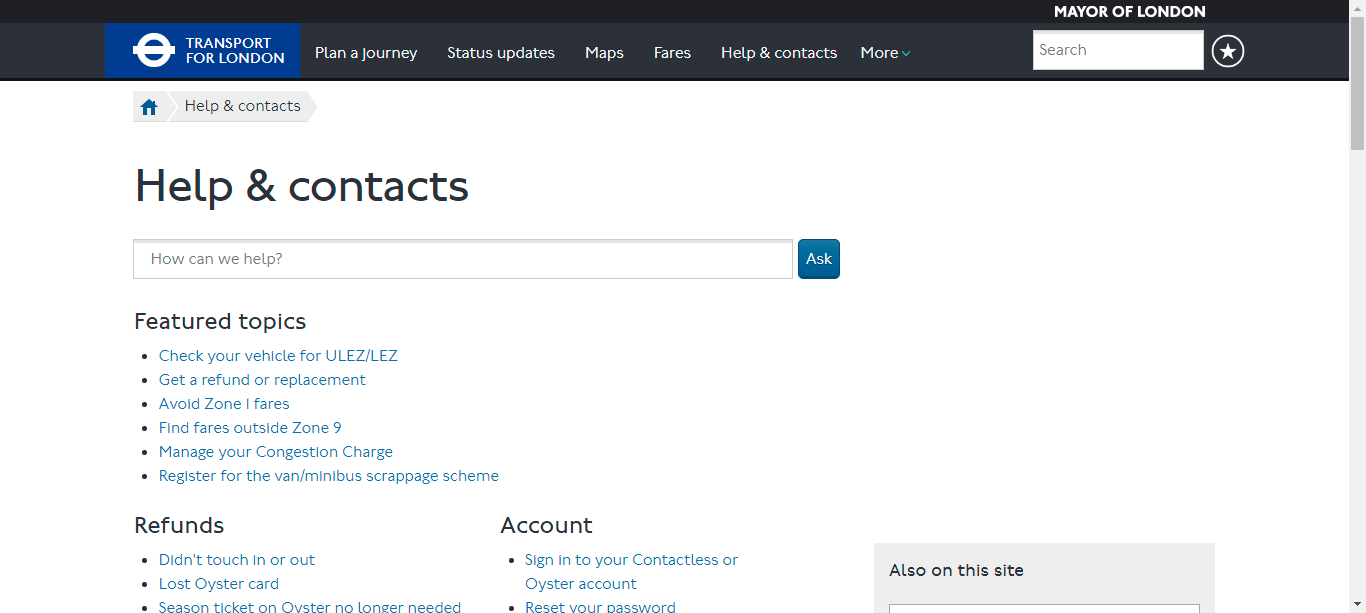 MAYOR OF LONDON
TRANSPORT
FOR LONDON
Plan a journey
Status updates
Maps
Fares
Help & contacts
More
Search
Help & contacts
Help & contacts
How can we help?
Ask
Featured topics
Check your vehicle for ULEZ/LEZ
Get a refund or replacement
Avoid Zone 1 fares
Find fares outside Zone 9
Manage your Congestion Charge
Register for the van/minibus scrappage scheme
Refunds
Didn't touch in or out
Lost Oyster card
Season ticket on Oyster no longer needed
Account
Sign in to your Contactless or
Oyster account
Reset your password
Also on this site